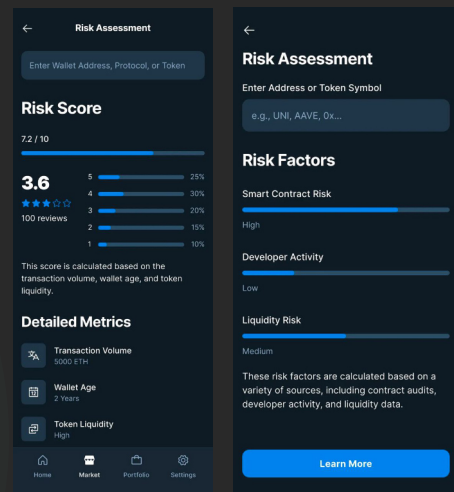 Risk Assessment
Enter Wallet Address, Protocol, or Token
Risk Score
7.2 / 10
3.6
100 reviews
5 25%
4 30%
3 20%
2 15%
1 10%
This score is calculated based on the
transaction volume, wallet age, and token
liquidity.
Detailed Metrics
Transaction Volume
5000 ETH
Wallet Age
2 Years
Token Liquidity
High
Home Market Portfolio Settings
Risk Assessment
Enter Address or Token Symbol
e.g., UNI, AAVE, 0x...
Risk Factors
Smart Contract Risk
High
Developer Activity
Low
Liquidity Risk
Medium
These risk factors are calculated based on a
variety of sources, including contract audits,
developer activity, and liquidity data.
Learn More